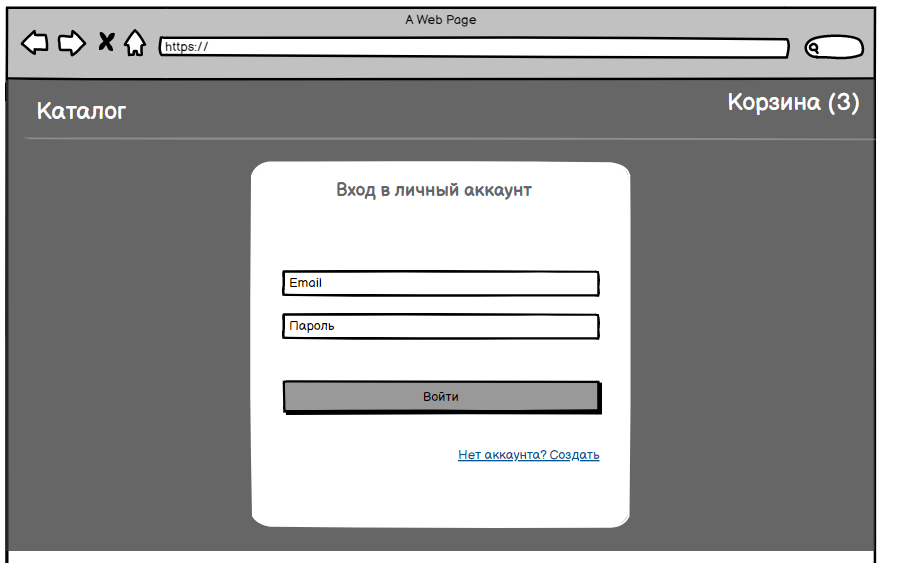 A Web Page
https://
Каталог
Корзина (3)
Вход в личный аккаунт
Email
Пароль
Войти
Нет аккаунта? Создать